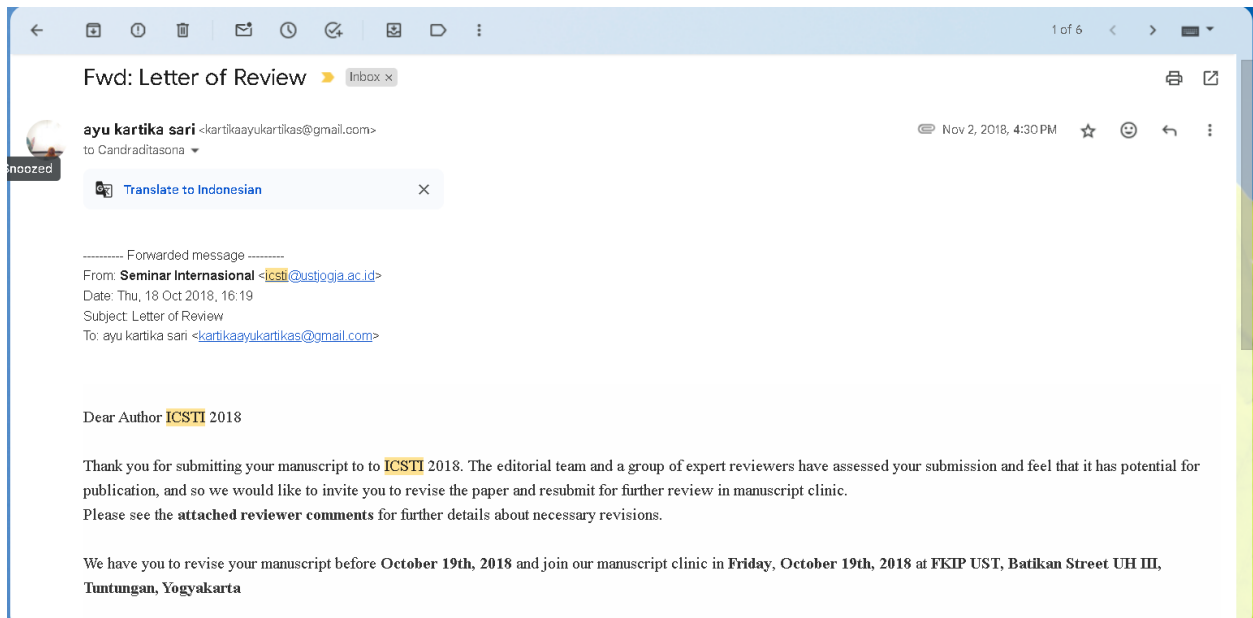 1 of 6
Fwd: Letter of Review Inbox ×
ayu kartika sari <kartikaayukartikas@gmail.com> Nov 2, 2018, 4:30 PM
to Candraditasona
Snoozed
Translate to Indonesian
---------- Forwarded message ---------
From: Seminar Internasional <icsti@ustjogja.ac.id>
Date: Thu, 18 Oct 2018, 16:19
Subject: Letter of Review
To: ayu kartika sari <kartikaayukartikas@gmail.com>
Dear Author ICSTI 2018
Thank you for submitting your manuscript to to ICSTI 2018. The editorial team and a group of expert reviewers have assessed your submission and feel that it has potential for
publication, and so we would like to invite you to revise the paper and resubmit for further review in manuscript clinic.
Please see the attached reviewer comments for further details about necessary revisions.
We have you to revise your manuscript before October 19th, 2018 and join our manuscript clinic in Friday, October 19th, 2018 at FKIP UST, Batikan Street UH III,
Tuntungan, Yogyakarta